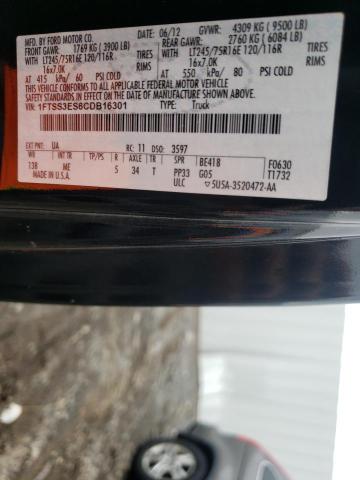 MFD. BY FORD MOTOR CO.
06/12 GVWR: 4309 KG ( 9500 LB)
FRONT GAWR: 1769 KG ( 3900 LB) REAR GAWR: 2760 KG ( 6084 LB)
LT245/75R16E 120/116R TIRES LT245/75R16E 120/116R TIRES
16x7.0K RIMS 16x7.0K RIMS
AT 415 kPa/ 60 PSI COLD AT 550 kPa/ 80 PSI COLD
THIS VEHICLE CONFORMS TO ALL APPLICABLE FEDERAL MOTOR VEHICLE
SAFETY STANDARDS IN EFFECT ON THE DATE OF MANUFACTURE SHOWN ABOVE.
VIN: 1FTSS3ES6CDB16301 TYPE: Truck
EXT PNT: UA RC: 11 DSO: 3597
WB INT TR TP/PS R AXLE TR SPR BE418 F0630
138 ME S 34 T PP33 G05 T1732
MADE IN U.S.A. ULC 5U5A-3520472-AA